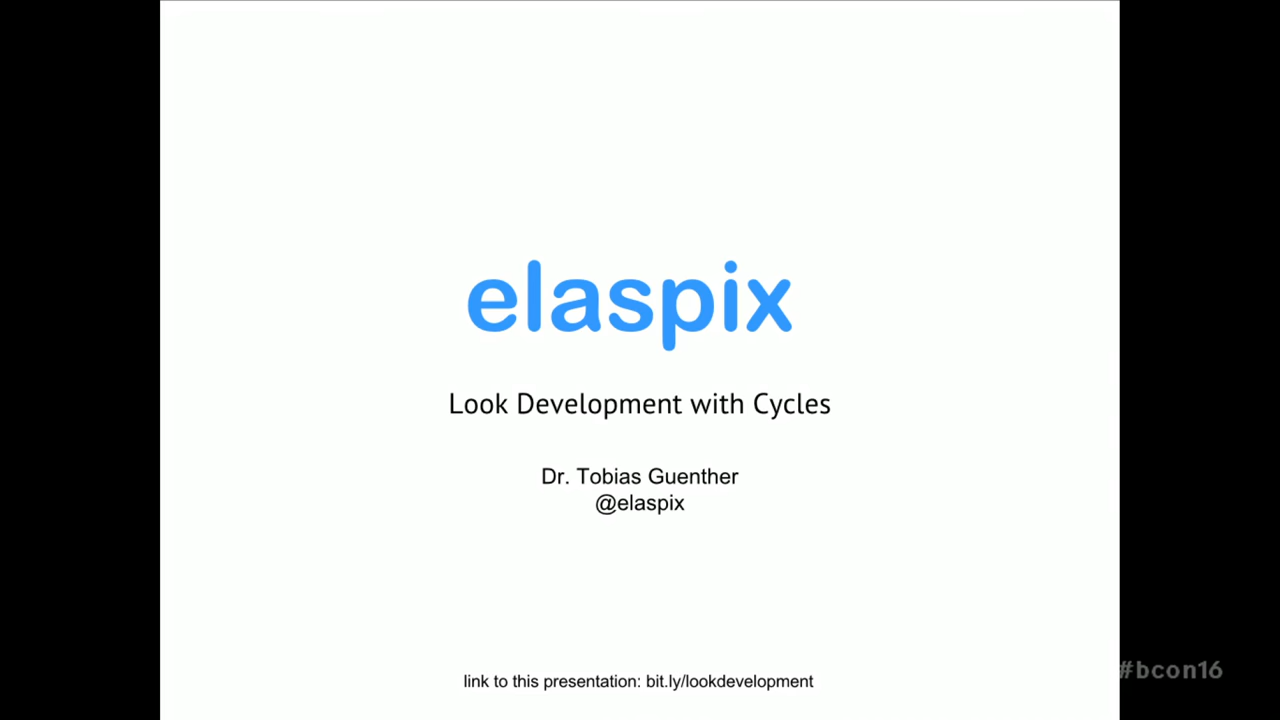 elaspix
Look Development with Cycles
Dr. Tobias Guenther
@elaspix
#bcon16
link to this presentation: bit.ly/lookdevelopment